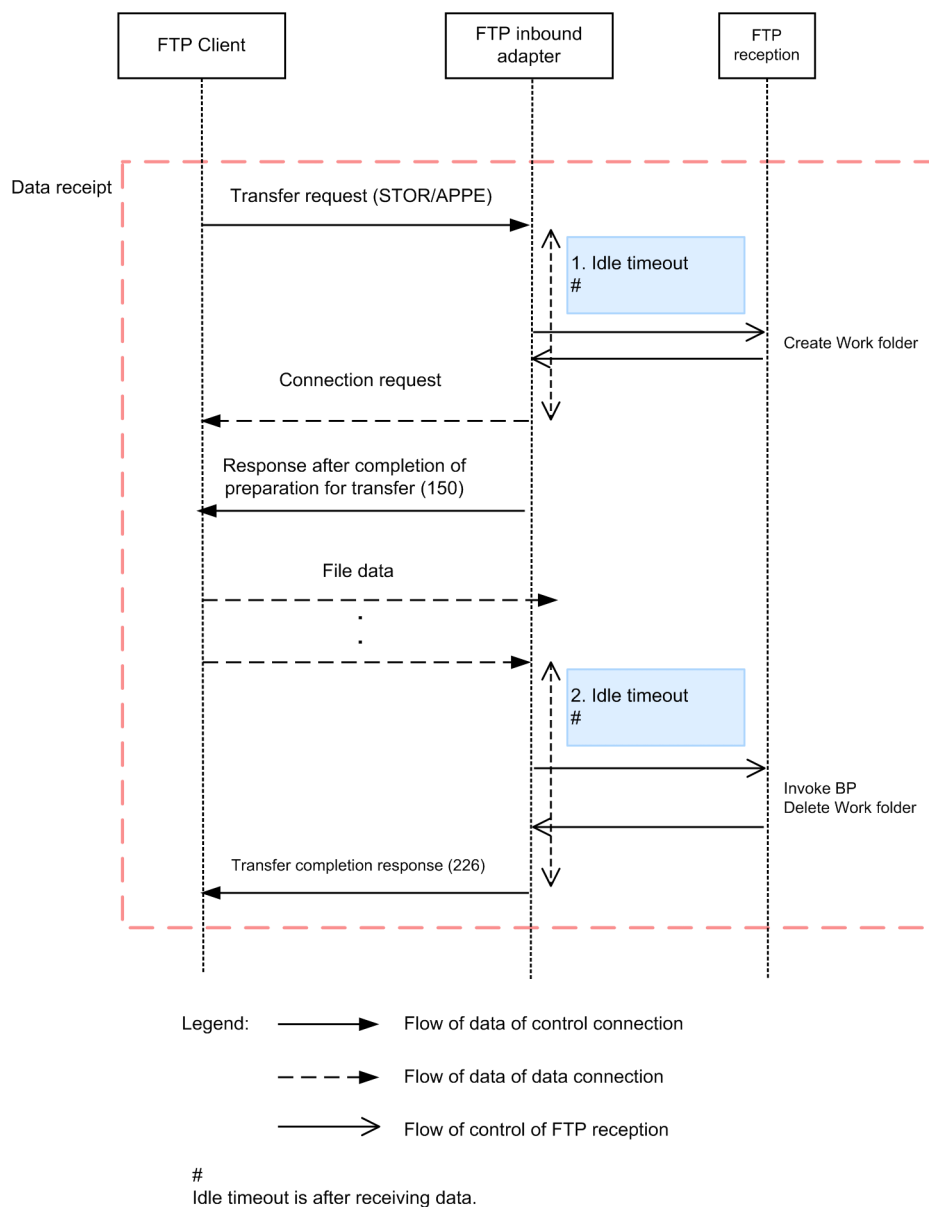 FTP Client
FTP inbound
adapter
FTP
reception
Data receipt
Transfer request (STOR/APPE)
1. Idle timeout
#
Create Work folder
Connection request
Response after completion of
preparation for transfer (150)
File data
.
.
2. Idle timeout
#
Invoke BP
Delete Work folder
Transfer completion response (226)
Legend:
Flow of data of control connection
Flow of data of data connection
Flow of control of FTP reception
#
Idle timeout is after receiving data.